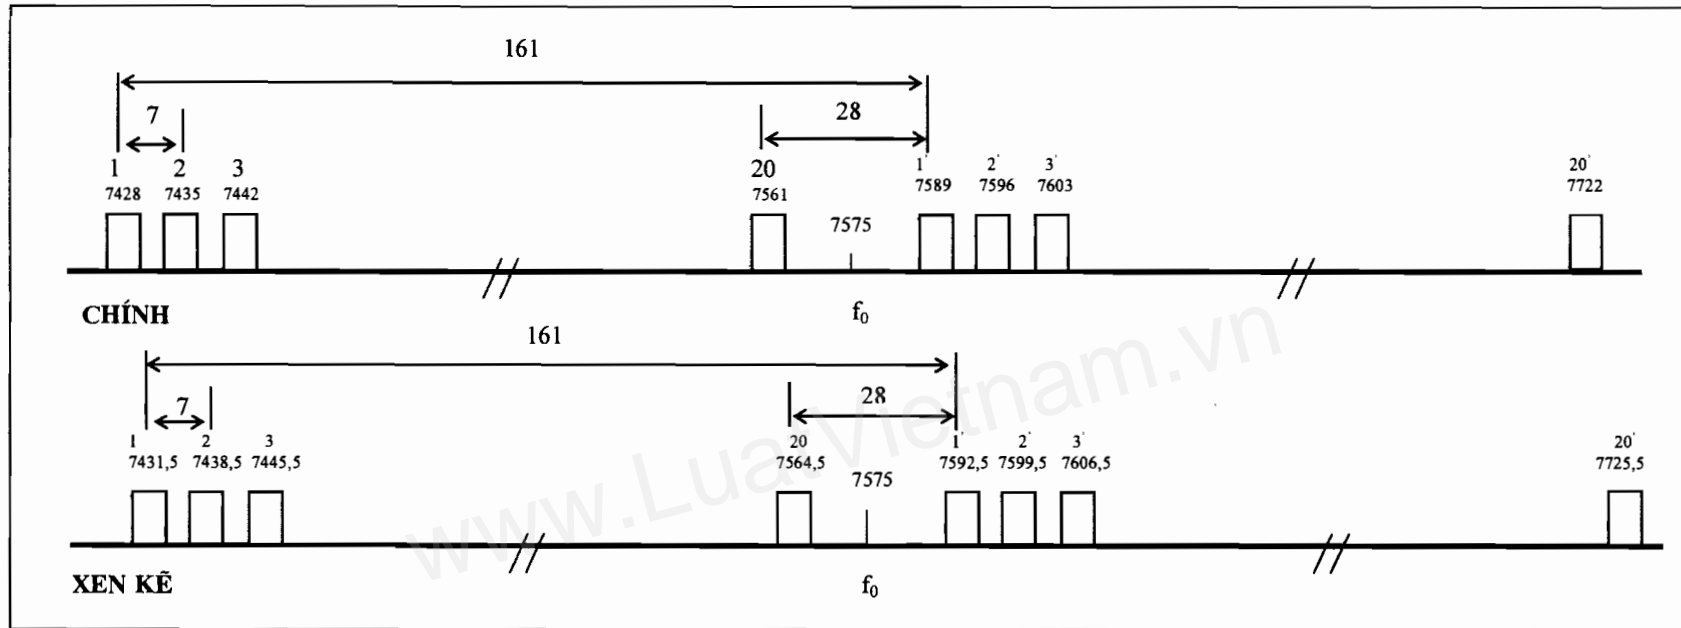 161
7 28
1 2 3 20 1' 2' 3' 20'
7428 7435 7442 7561 7589 7596 7603 7722
7575
CHÍNH f0
161
7 28
1 2 3 20 1' 2' 3' 20'
7431,5 7438,5 7445,5 7564,5 7592,5 7599,5 7606,5 7725,5
7575
XEN KẼ f0
www.LuatVietnam.vn